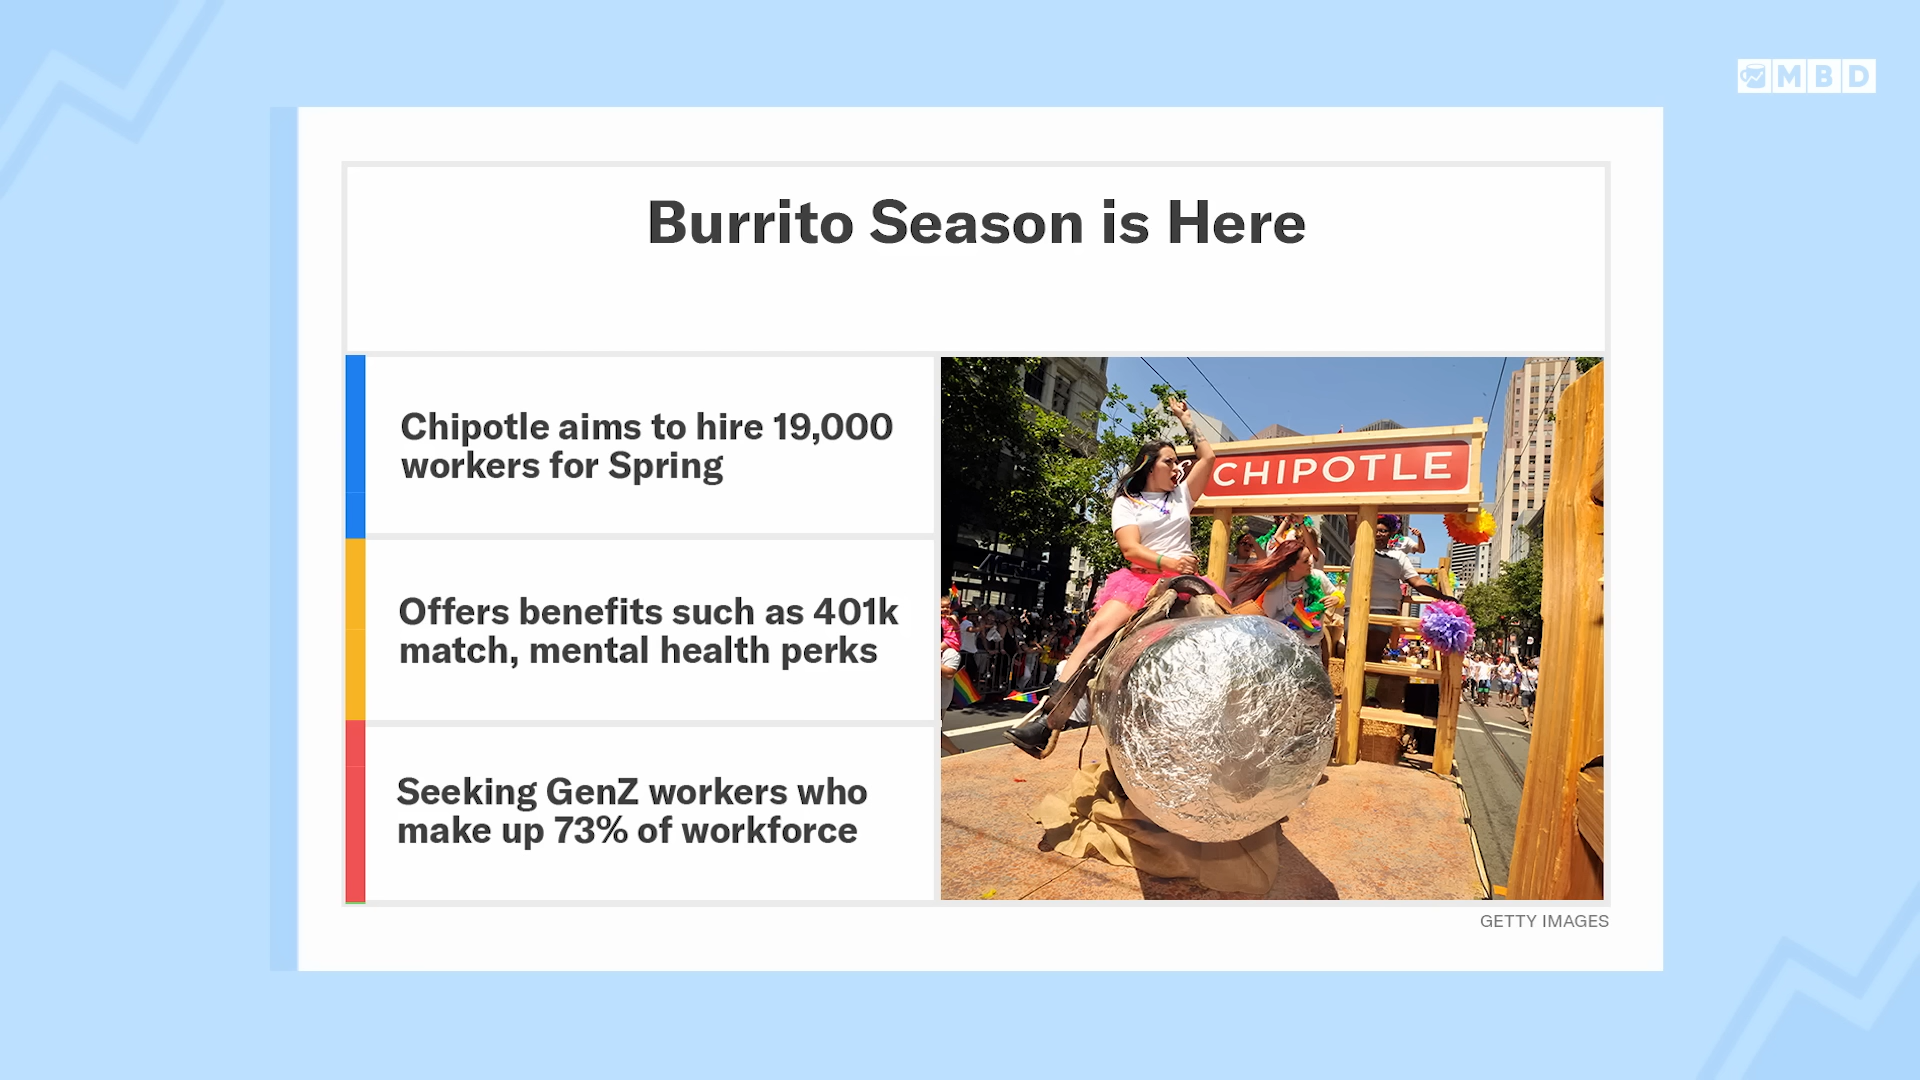 MBD
Burrito Season is Here
Chipotle aims to hire 19,000
workers for Spring
CHIPOTLE
Offers benefits such as 401k
match, mental health perks
Seeking GenZ workers who
make up 73% of workforce
GETTY IMAGES